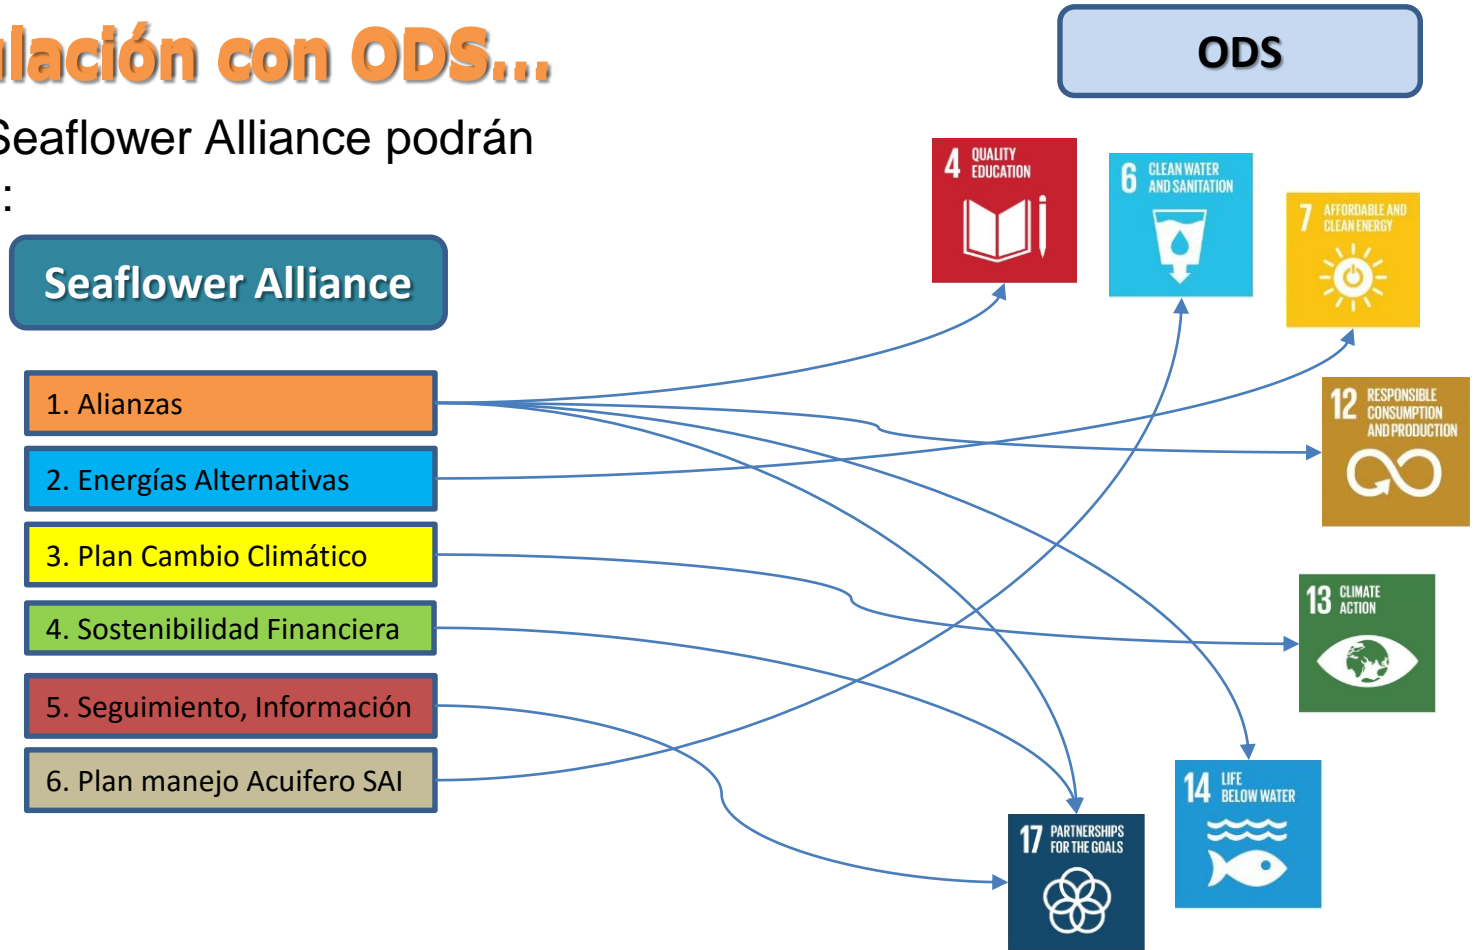 ulación con ODS...
Seaflower Alliance podrán
:
ODS
Seaflower Alliance
1. Alianzas
2. Energías Alternativas
3. Plan Cambio Climático
4. Sostenibilidad Financiera
5. Seguimiento, Información
6. Plan manejo Acuifero SAI
4 QUALITY
EDUCATION
6 CLEAN WATER
AND SANITATION
7 AFFORDABLE AND
CLEAN ENERGY
12 RESPONSIBLE
CONSUMPTION
AND PRODUCTION
13 CLIMATE
ACTION
14 LIFE
BELOW WATER
17 PARTNERSHIPS
FOR THE GOALS